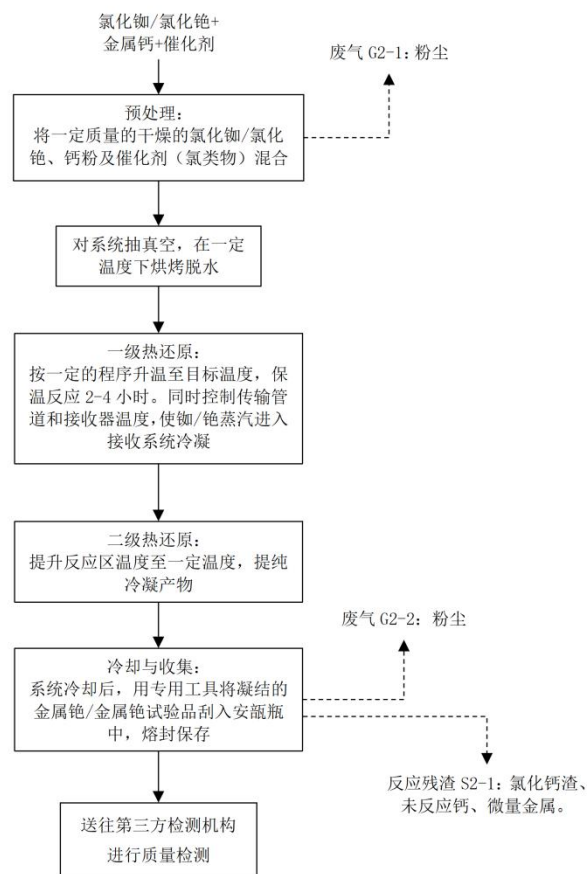 氯化铷/氯化铯+
金属钙+催化剂
废气 G2-1：粉尘
预处理：
将一定质量的干燥的氯化铷/氯化
铯、钙粉及催化剂（氯类物）混合
对系统抽真空，在一定
温度下烘烤脱水
一级热还原：
按一定的程序升温至目标温度，保
温反应 2-4 小时。同时控制传输管
道和接收器温度，使铷/铯蒸汽进入
接收系统冷凝
二级热还原：
提升反应区温度至一定温度，提纯
冷凝产物
废气 G2-2：粉尘
冷却与收集：
系统冷却后，用专用工具将凝结的
金属铯/金属铯试验品刮入安瓿瓶
中，熔封保存
反应残渣 S2-1：氯化钙渣、
未反应钙、微量金属。
送往第三方检测机构
进行质量检测